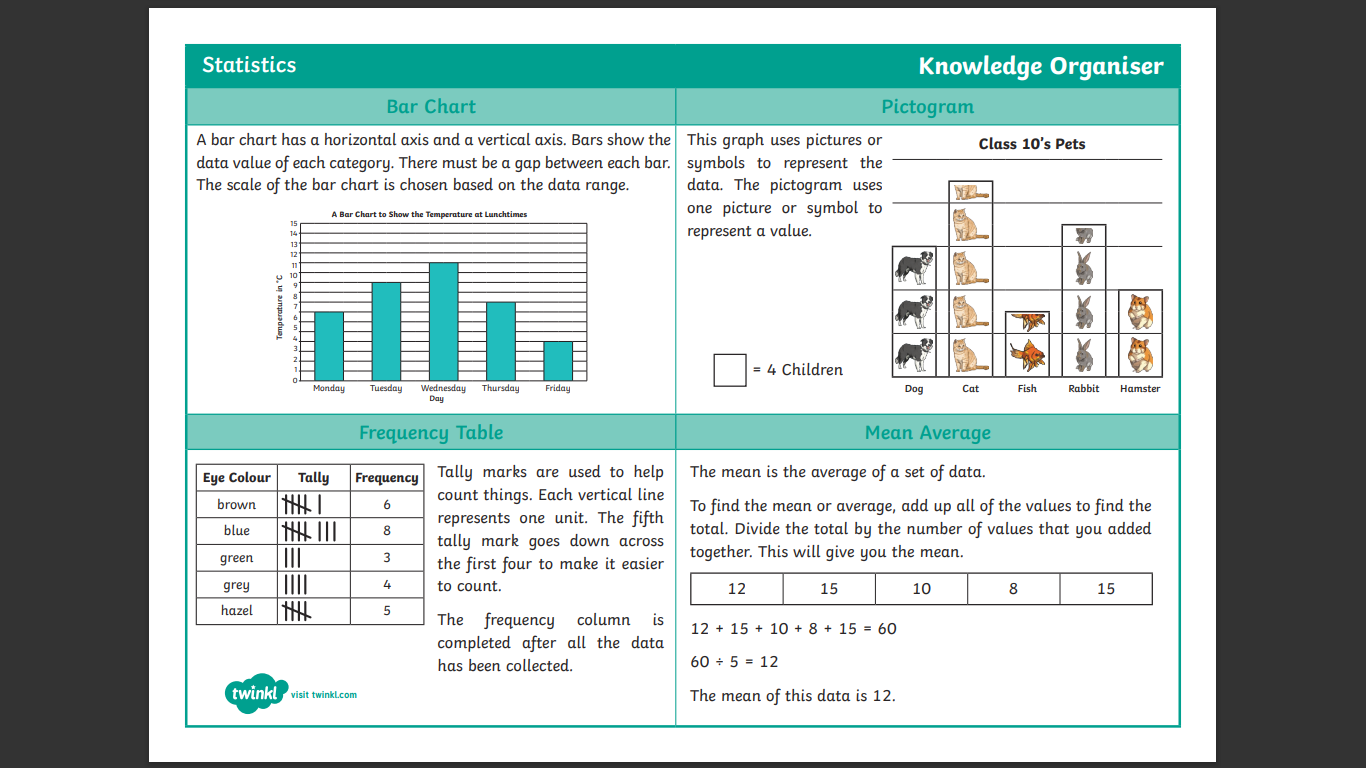 Statistics
Knowledge Organiser
Bar Chart
A bar chart has a horizontal axis and a vertical axis. Bars show the
data value of each category. There must be a gap between each bar.
The scale of the bar chart is chosen based on the data range.
A Bar Chart to Show the Temperature at Lunchtimes
Temperature in °C
15
14
13
12
11
10
9
8
7
6
5
4
3
2
1
0
Monday Tuesday Wednesday Thursday Friday
Day
Pictogram
This graph uses pictures or
symbols to represent the
data. The pictogram uses
one picture or symbol to
represent a value.
= 4 Children
Class 10's Pets
Dog Cat Fish Rabbit Hamster
Frequency Table
Eye Colour Tally Frequency
brown 6
blue 8
green 3
grey 4
hazel 5
Tally marks are used to help
count things. Each vertical line
represents one unit. The fifth
tally mark goes down across
the first four to make it easier
to count.
The frequency column is
completed after all the data
has been collected.
twinkl visit twinkl.com
Mean Average
The mean is the average of a set of data.
To find the mean or average, add up all of the values to find the
total. Divide the total by the number of values that you added
together. This will give you the mean.
12 15 10 8 15
12 + 15 + 10 + 8 + 15 = 60
60 ÷ 5 = 12
The mean of this data is 12.